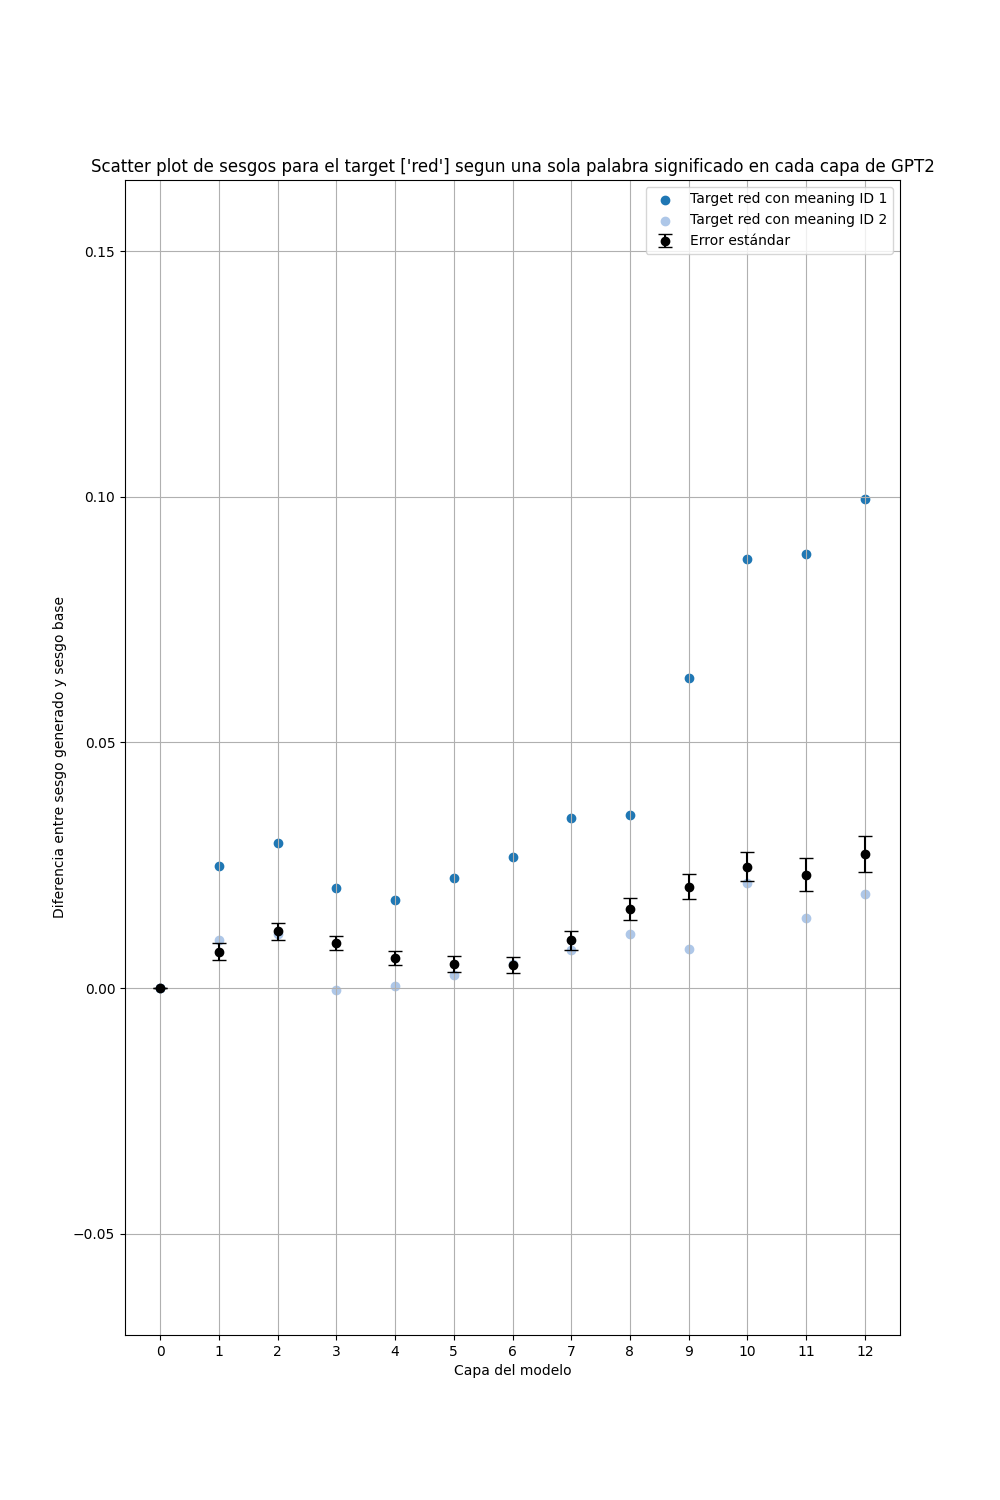 Scatter plot de sesgos para el target ['red'] segun una sola palabra significado en cada capa de GPT2
Target red con meaning ID 1
Target red con meaning ID 2
Error estándar
0.15
0.10
0.05
0.00
−0.05
Diferencia entre sesgo generado y sesgo base
0 1 2 3 4 5 6 7 8 9 10 11 12
Capa del modelo